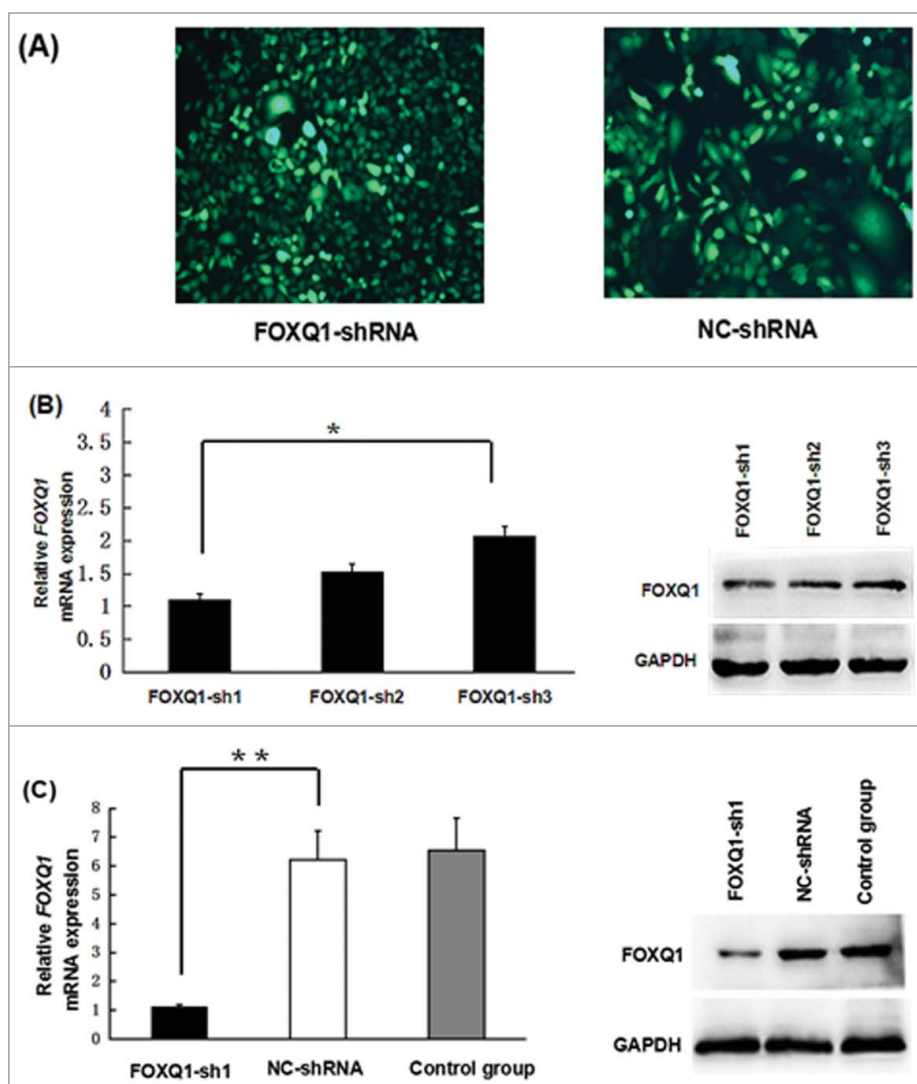 (A)
FOXQ1-shRNA
NC-shRNA
(B)
Relative FOXQ1
mRNA expression
4
3.5
3
2.5
2
1.5
1
0.5
0
*
FOXQ1-sh1
FOXQ1-sh2
FOXQ1-sh3
FOXQ1-sh1
FOXQ1-sh2
FOXQ1-sh3
FOXQ1
GAPDH
(C)
Relative FOXQ1
mRNA expression
8
7
6
5
4
3
2
1
0
**
FOXQ1-sh1
NC-shRNA
Control group
FOXQ1-sh1
NC-shRNA
Control group
FOXQ1
GAPDH